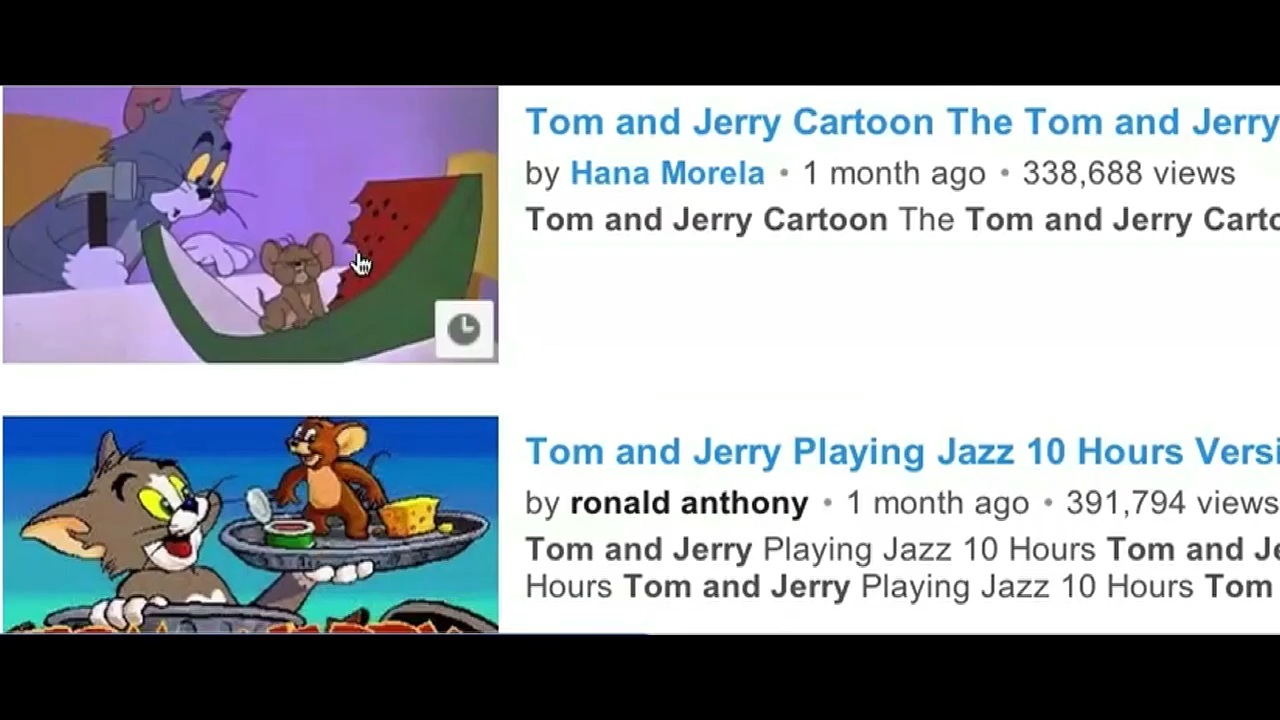 Tom and Jerry Cartoon The Tom and Jerry
by Hana Morela • 1 month ago • 338,688 views
Tom and Jerry Cartoon The Tom and Jerry Carto
Tom and Jerry Playing Jazz 10 Hours Versi
by ronald anthony • 1 month ago • 391,794 views
Tom and Jerry Playing Jazz 10 Hours Tom and Je
Hours Tom and Jerry Playing Jazz 10 Hours Tom